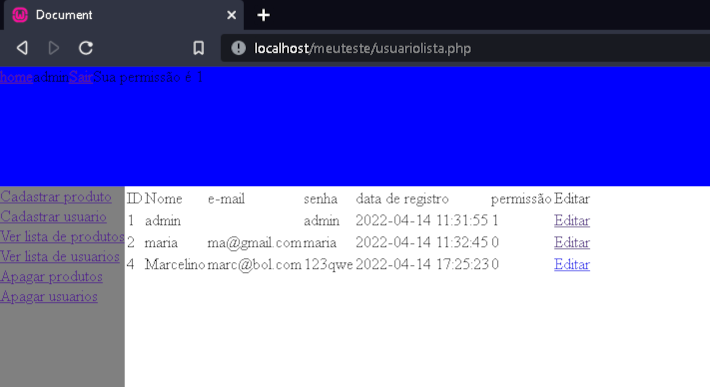 Document
localhost/meuteste/usuariolista.php
homeadminSairSua permissão é 1
Cadastrar produto
Cadastrar usuario
Ver lista de produtos
Ver lista de usuarios
Apagar produtos
Apagar usuarios
ID Nome e-mail senha data de registro permissão Editar
1 admin admin 2022-04-14 11:31:55 1 Editar
2 maria ma@gmail.com maria 2022-04-14 11:32:45 0 Editar
4 Marcelino marc@bol.com 123qwe 2022-04-14 17:25:23 0 Editar